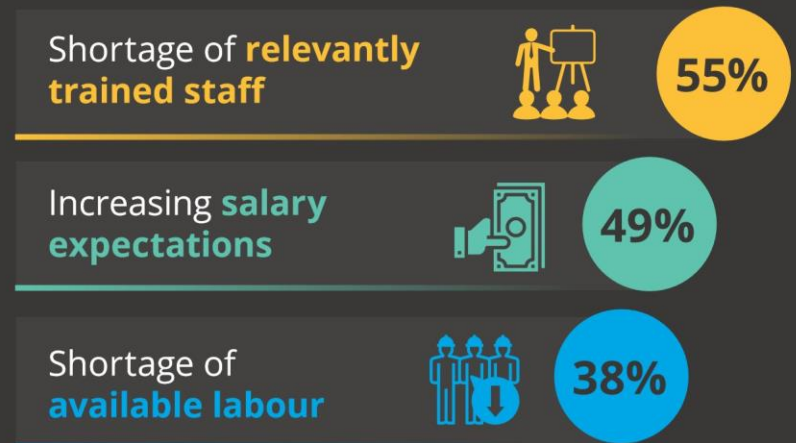 Shortage of relevantly
trained staff
55%
Increasing salary
expectations
49%
Shortage of
available labour
38%